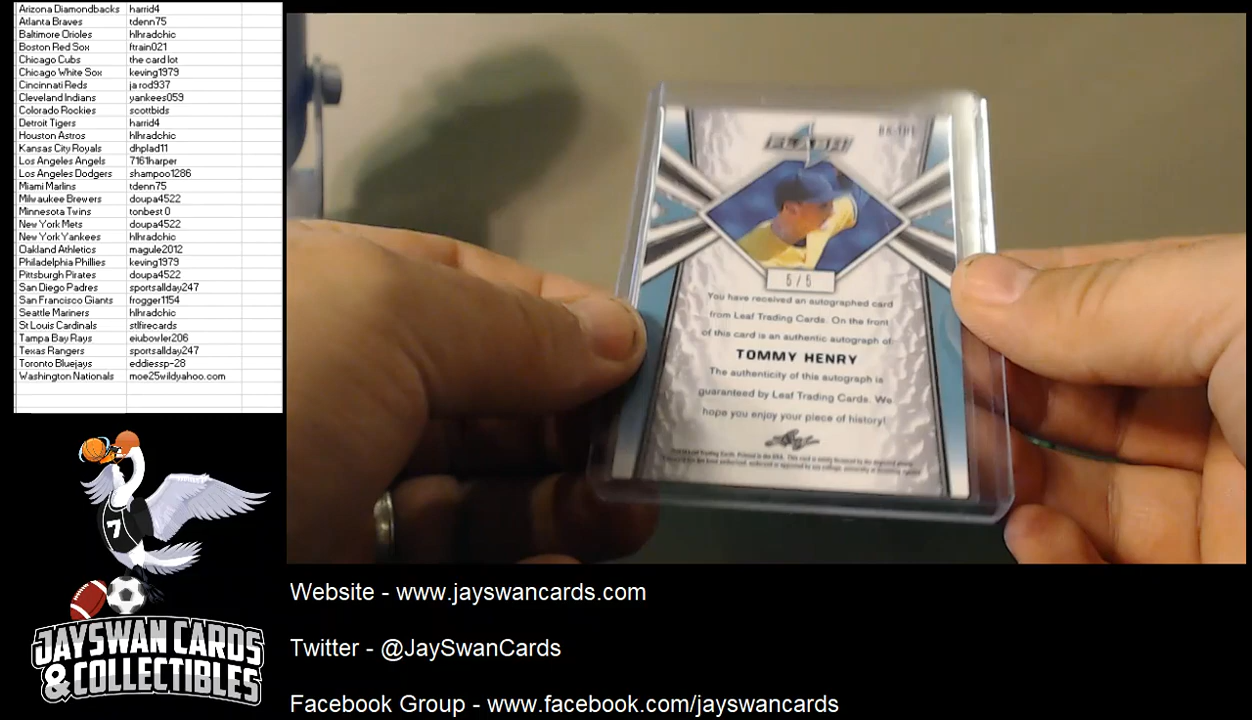 Arizona Diamondbacks harrid4
Atlanta Braves tdenn75
Baltimore Orioles hlhradchic
Boston Red Sox ftrain021
Chicago Cubs the card lot
Chicago White Sox keving1979
Cincinnati Reds ja rod937
Cleveland Indians yankees059
Colorado Rockies scottbids
Detroit Tigers harrid4
Houston Astros hlhradchic
Kansas City Royals dhplad11
Los Angeles Angels 7161harper
Los Angeles Dodgers shampoo1286
Miami Marlins tdenn75
Milwaukee Brewers doupa4522
Minnesota Twins tonbest 0
New York Mets doupa4522
New York Yankees hlhradchic
Oakland Athletics magule2012
Philadelphia Phillies keving1979
Pittsburgh Pirates doupa4522
San Diego Padres sportsallday247
San Francisco Giants frogger1154
Seattle Mariners hlhradchic
St Louis Cardinals stlfirecards
Tampa Bay Rays eiubowler206
Texas Rangers sportsallday247
Toronto Bluejays eddiessp-28
Washington Nationals moe25wildyahoo.com
7
JAYSWAN CARDS
& COLLECTIBLES
FLASH
BA-TH1
5/5
You have received an autographed card
from Leaf Trading Cards. On the front
of this card is an authentic autograph of:
TOMMY HENRY
The authenticity of this autograph is
guaranteed by Leaf Trading Cards. We
hope you enjoy your piece of history!
Leaf
Website - www.jayswancards.com
Twitter - @JaySwanCards
Facebook Group - www.facebook.com/jayswancards